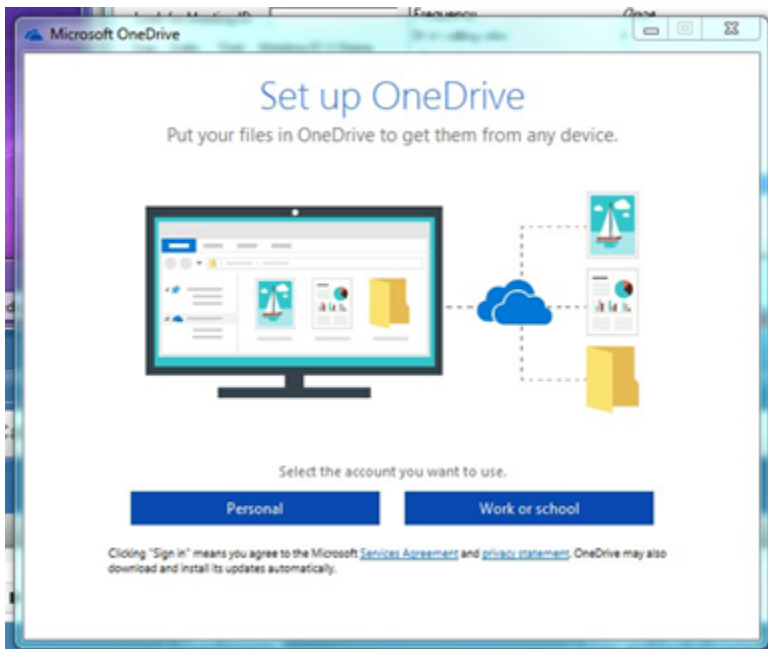 Frequency
Once
Microsoft OneDrive
Set up OneDrive
Put your files in OneDrive to get them from any device.
Select the account you want to use.
Personal
Work or school
Clicking "Sign in" means you agree to the Microsoft Services Agreement and privacy statement. OneDrive may also
download and install its updates automatically.